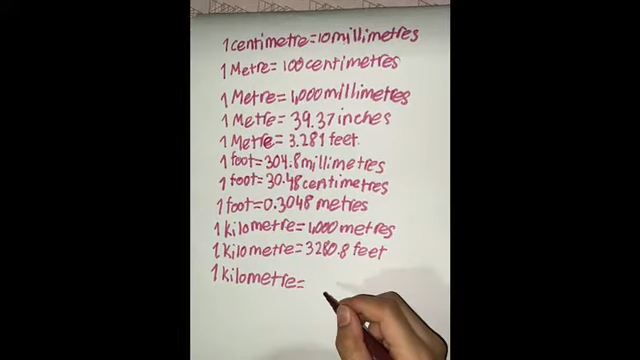 1 centimetre=10 millimetres
1 Metre= 100 centimetres
1 Metre= 1,000 millimetres
1 Metre= 39.37 inches
1 Metre= 3.281 feet
1 foot=304.8 millimetres
1 foot=30.48 centimetres
1 foot=0.3048 metres
1 kilometre=1,000 metres
1 kilometre=3280.8 feet
1 kilometre=